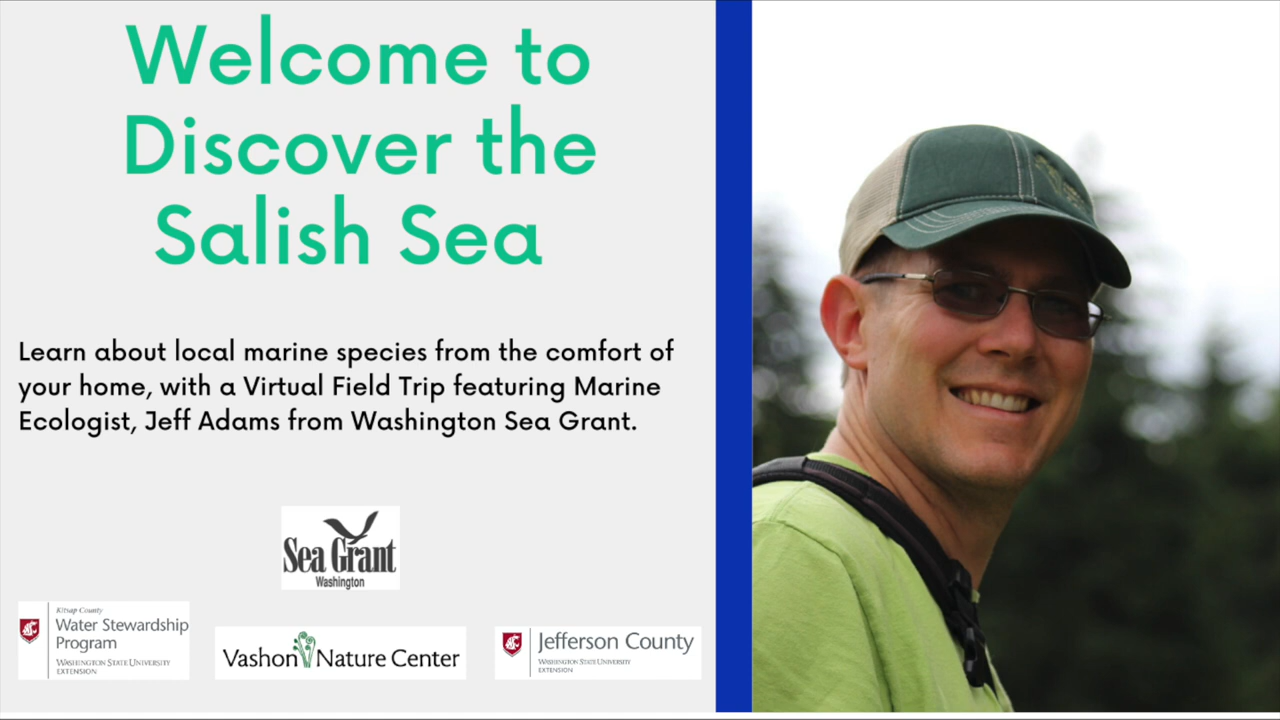 Welcome to
Discover the
Salish Sea
Learn about local marine species from the comfort of
your home, with a Virtual Field Trip featuring Marine
Ecologist, Jeff Adams from Washington Sea Grant.
Sea Grant
Washington
Kitsap County
Water Stewardship
Program
WASHINGTON STATE UNIVERSITY
EXTENSION
Vashon Nature Center
Jefferson County
WASHINGTON STATE UNIVERSITY
EXTENSION